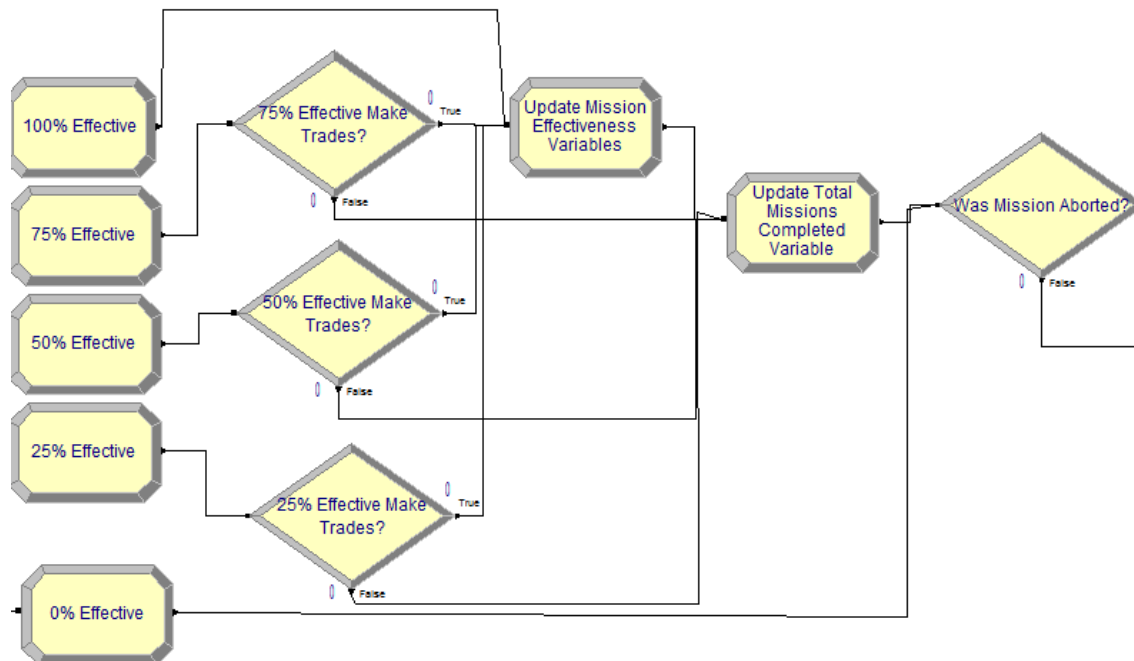 100% Effective
75% Effective Make
Trades?
0
True
0
False
Update Mission
Effectiveness
Variables
75% Effective
Update Total
Missions
Completed
Variable
Was Mission Aborted?
0
False
50% Effective
50% Effective Make
Trades?
0
True
0
False
25% Effective
25% Effective Make
Trades?
0
True
0
False
0% Effective